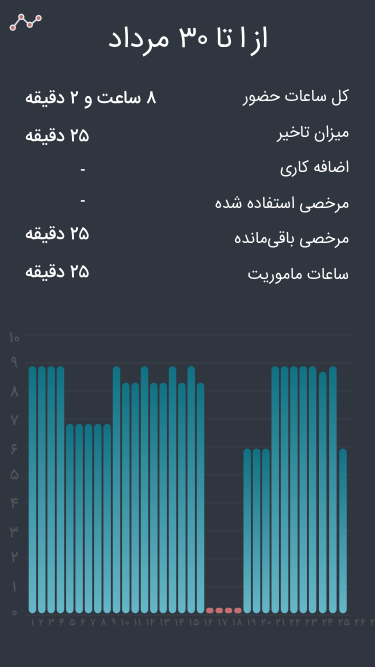 از ۱ تا ۳۰ مرداد
کل ساعات حضور ۸ ساعت و ۲ دقیقه
میزان تاخیر ۲۵ دقیقه
اضافه کاری -
مرخصی استفاده شده -
مرخصی باقی‌مانده ۲۵ دقیقه
ساعات ماموریت ۲۵ دقیقه
۱۰
۹
۸
۷
۶
۵
۴
۳
۲
۱
۰
۱ ۲ ۳ ۴ ۵ ۶ ۷ ۸ ۹ ۱۰ ۱۱ ۱۲ ۱۳ ۱۴ ۱۵ ۱۶ ۱۷ ۱۸ ۱۹ ۲۰ ۲۱ ۲۲ ۲۳ ۲۴ ۲۵ ۲۶